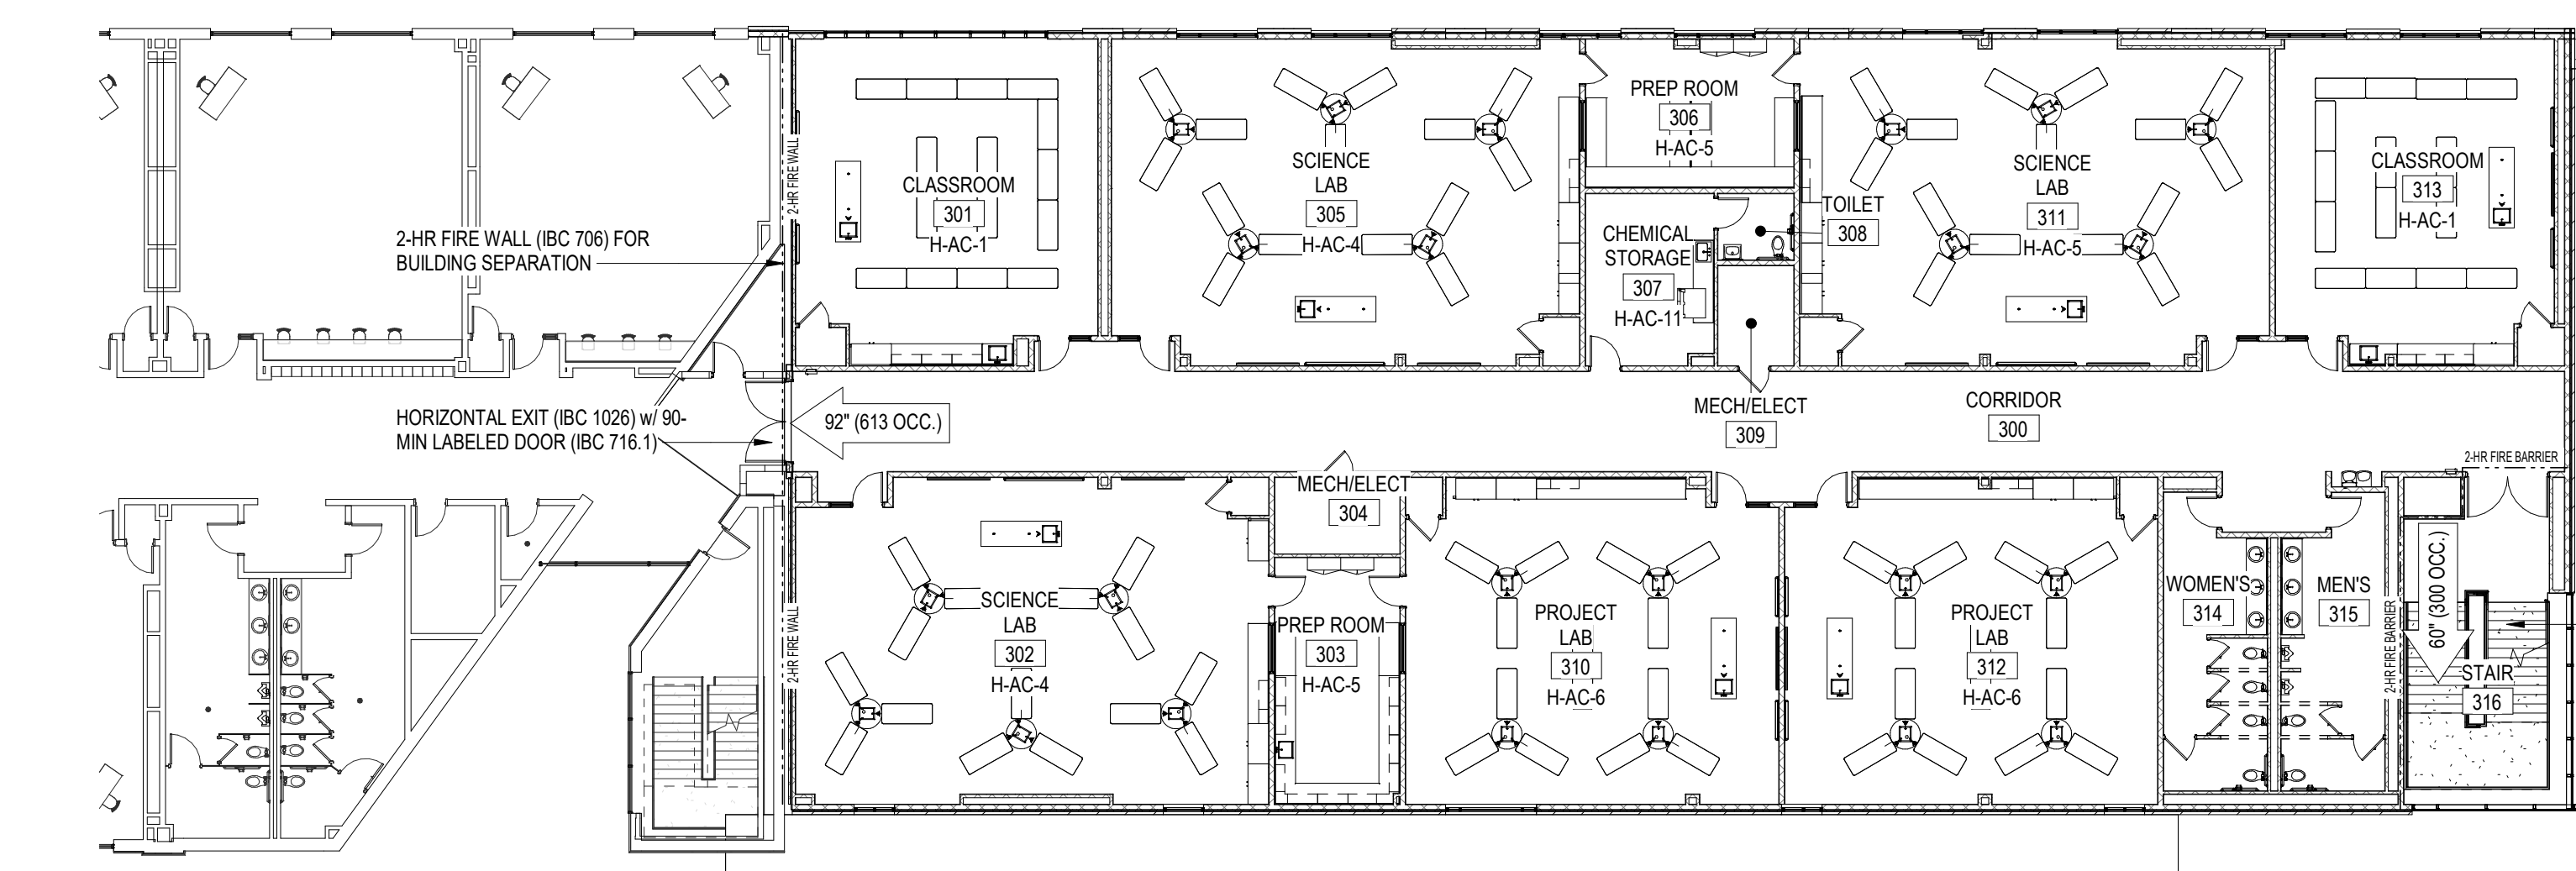 2-HR FIRE WALL (IBC 706) FOR
BUILDING SEPARATION
HORIZONTAL EXIT (IBC 1026) w/ 90-
MIN LABELED DOOR (IBC 716.1)
2-HR FIRE WALL
2-HR FIRE WALL
92" (613 OCC.)
CLASSROOM
301
H-AC-1
SCIENCE
LAB
305
H-AC-4
PREP ROOM
306
H-AC-5
CHEMICAL
STORAGE
307
H-AC-11
TOILET
308
SCIENCE
LAB
311
H-AC-5
CLASSROOM
313
H-AC-1
MECH/ELECT
309
CORRIDOR
300
2-HR FIRE BARRIER
SCIENCE
LAB
302
H-AC-4
MECH/ELECT
304
PREP ROOM
303
H-AC-5
PROJECT
LAB
310
H-AC-6
PROJECT
LAB
312
H-AC-6
WOMEN'S
314
MEN'S
315
2-HR FIRE BARRIER
60" (300 OCC.)
STAIR
316